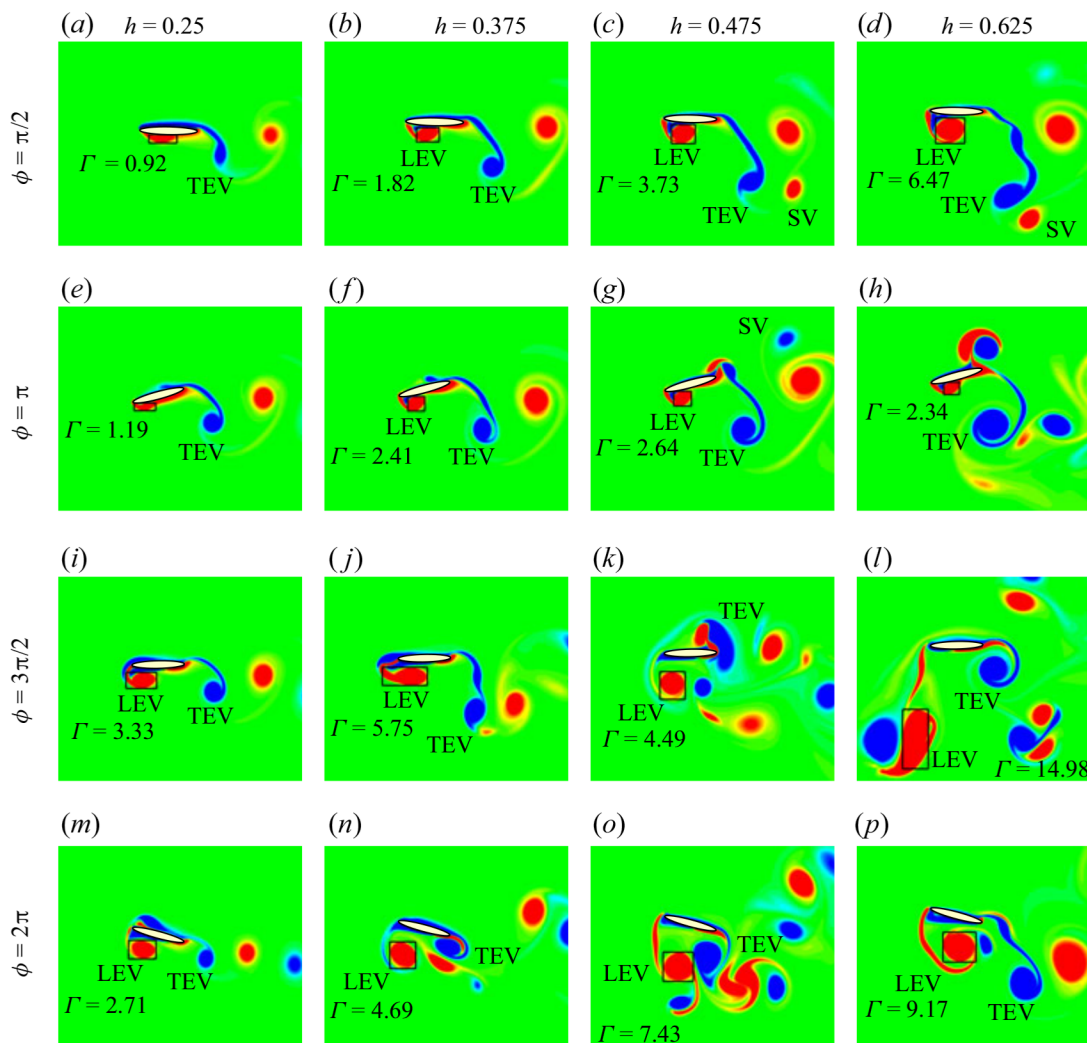 (a) h = 0.25 (b) h = 0.375 (c) h = 0.475 (d) h = 0.625
ϕ = π/2
Γ = 0.92
TEV
LEV
Γ = 1.82
TEV
LEV
Γ = 3.73
TEV
SV
Γ = 6.47
TEV
SV
(e) (f) (g) (h)
ϕ = π
Γ = 1.19
TEV
LEV
Γ = 2.41
TEV
SV
LEV
Γ = 2.64
TEV
Γ = 2.34
TEV
(i) (j) (k) (l)
ϕ = 3π/2
LEV
Γ = 3.33
TEV
LEV
Γ = 5.75
TEV
TEV
LEV
Γ = 4.49
TEV
LEV
Γ = 14.98
(m) (n) (o) (p)
ϕ = 2π
LEV
TEV
Γ = 2.71
TEV
LEV
Γ = 4.69
TEV
LEV
Γ = 7.43
LEV
Γ = 9.17
TEV